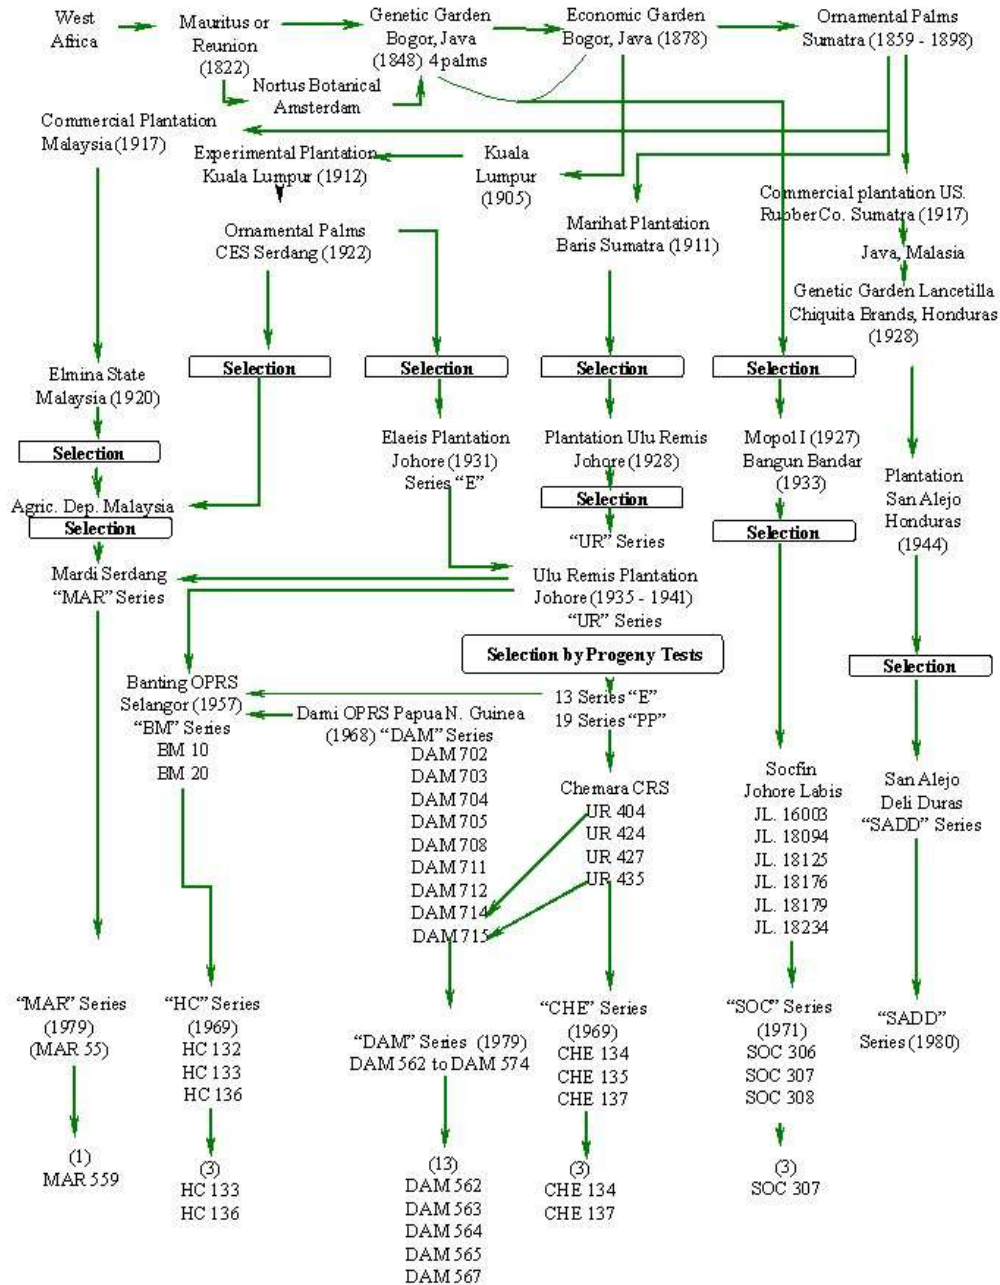 West
Africa
Mauritus or
Reunion
(1822)
Genetic Garden
Bogor, Java
(1848) 4 palms
Economic Garden
Bogor, Java (1878)
Ornamental Palms
Sumatra (1859 - 1898)
Nortus Botanical
Amsterdam
Commercial Plantation
Malaysia (1917)
Experimental Plantation
Kuala Lumpur (1912)
Kuala
Lumpur
(1905)
Commercial plantation US.
Rubber Co. Sumatra (1917)
Ornamental Palms
CES Serdang (1922)
Marihat Plantation
Baris Sumatra (1911)
Java, Malasia
Genetic Garden Lancetilla
Chiquita Brands, Honduras
(1928)
Selection
Selection
Selection
Selection
Elmina State
Malaysia (1920)
Selection
Elaeis Plantation
Johore (1931)
Series “E”
Plantation Ulu Remis
Johore (1928)
Selection
“UR” Series
Mopol I (1927)
Bangun Bandar
(1933)
Selection
Plantation
San Alejo
Honduras
(1944)
Agric. Dep. Malaysia
Selection
Mardi Serdang
“MAR” Series
Ulu Remis Plantation
Johore (1935 - 1941)
“UR” Series
Selection by Progeny Tests
Selection
Banting OPRS
Selangor (1957)
“BM” Series
BM 10
BM 20
13 Series “E”
19 Series “PP”
Dami OPRS Papua N. Guinea
(1968) “DAM” Series
DAM 702
DAM 703
DAM 704
DAM 705
DAM 708
DAM 711
DAM 712
DAM 714
DAM 715
Chemara CRS
UR 404
UR 424
UR 427
UR 435
Socfin
Johore Labis
JL. 16003
JL. 18094
JL. 18125
JL. 18176
JL. 18179
JL. 18234
San Alejo
Deli Duras
“SADD” Series
“MAR” Series
(1979)
(MAR 55)
“HC” Series
(1969)
HC 132
HC 133
HC 136
“DAM” Series (1979)
DAM 562 to DAM 574
“CHE” Series
(1969)
CHE 134
CHE 135
CHE 137
“SOC” Series
(1971)
SOC 306
SOC 307
SOC 308
“SADD”
Series (1980)
(1)
MAR 559
(3)
HC 133
HC 136
(13)
DAM 562
DAM 563
DAM 564
DAM 565
DAM 567
(3)
CHE 134
CHE 137
(3)
SOC 307